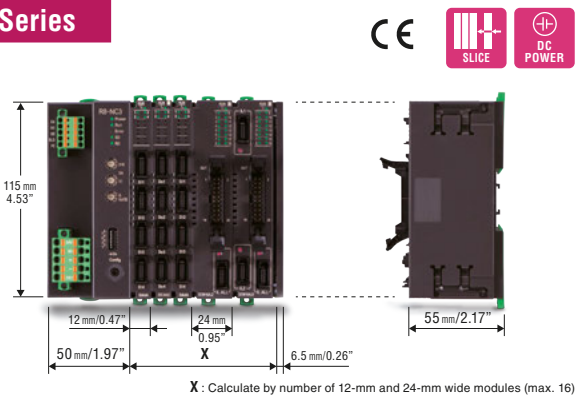 Series
CE
SLICE
DC
POWER
R8-NC3
115 mm
4.53"
12 mm/0.47"
24 mm
0.95"
50 mm/1.97"
X
6.5 mm/0.26"
55 mm/2.17"
X : Calculate by number of 12-mm and 24-mm wide modules (max. 16)